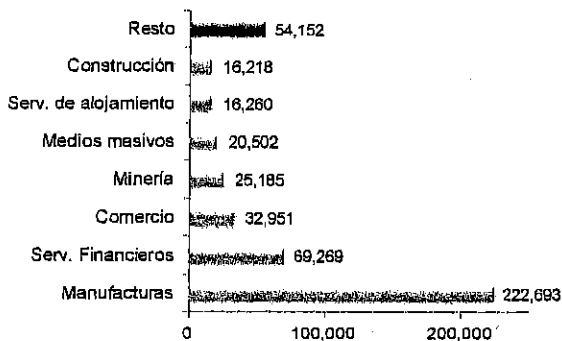 Resto 54,152
Construcción 16,218
Serv. de alojamiento 16,260
Medios masivos 20,502
Minería 25,185
Comercio 32,951
Serv. Financieros 69,269
Manufacturas 222,693
0 100,000 200,000